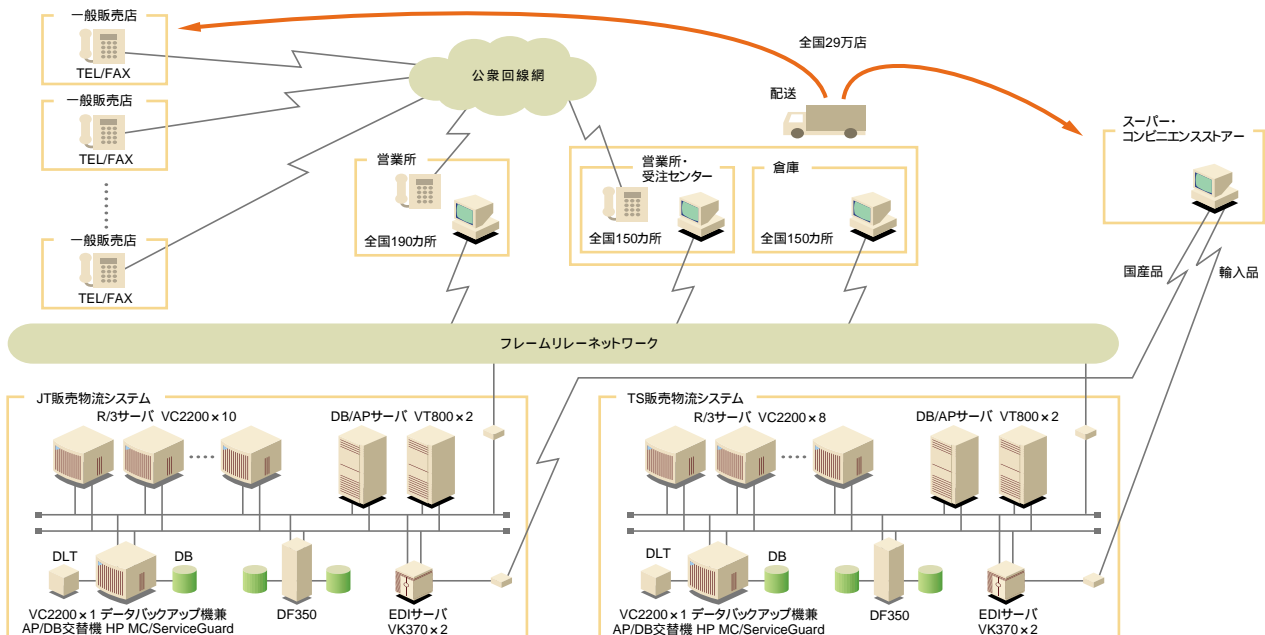 一般販売店
TEL/FAX
一般販売店
TEL/FAX
一般販売店
TEL/FAX
公衆回線網
全国29万店
配送
スーパー・
コンビニエンスストアー
営業所
全国190カ所
営業所・
受注センター
全国150カ所
倉庫
全国150カ所
国産品
輸入品
フレームリレーネットワーク
JT販売物流システム
R/3サーバ VC2200×10
DB/APサーバ VT800×2
DLT
DB
VC2200×1 データバックアップ機兼
AP/DB交替機 HP MC/ServiceGuard
DF350
EDIサーバ
VK370×2
TS販売物流システム
R/3サーバ VC2200×8
DB/APサーバ VT800×2
DLT
DB
VC2200×1 データバックアップ機兼
AP/DB交替機 HP MC/ServiceGuard
DF350
EDIサーバ
VK370×2